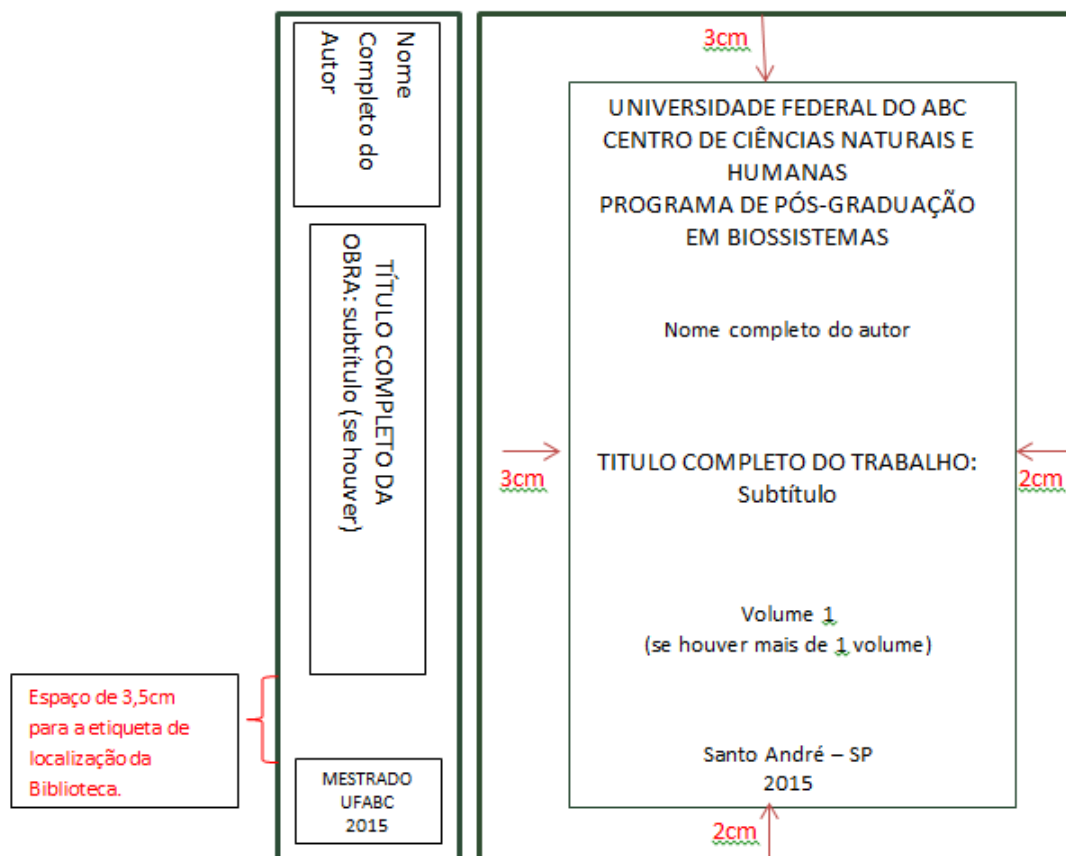 Nome
Completo do
Autor
TÍTULO COMPLETO DA
OBRA: subtítulo (se houver)
Espaço de 3,5cm
para a etiqueta de
localização da
Biblioteca.
MESTRADO
UFABC
2015
3cm
UNIVERSIDADE FEDERAL DO ABC
CENTRO DE CIÊNCIAS NATURAIS E
HUMANAS
PROGRAMA DE PÓS-GRADUAÇÃO
EM BIOSSISTEMAS
Nome completo do autor
3cm
TITULO COMPLETO DO TRABALHO:
Subtítulo
2cm
Volume 1
(se houver mais de 1 volume)
Santo André – SP
2015
2cm